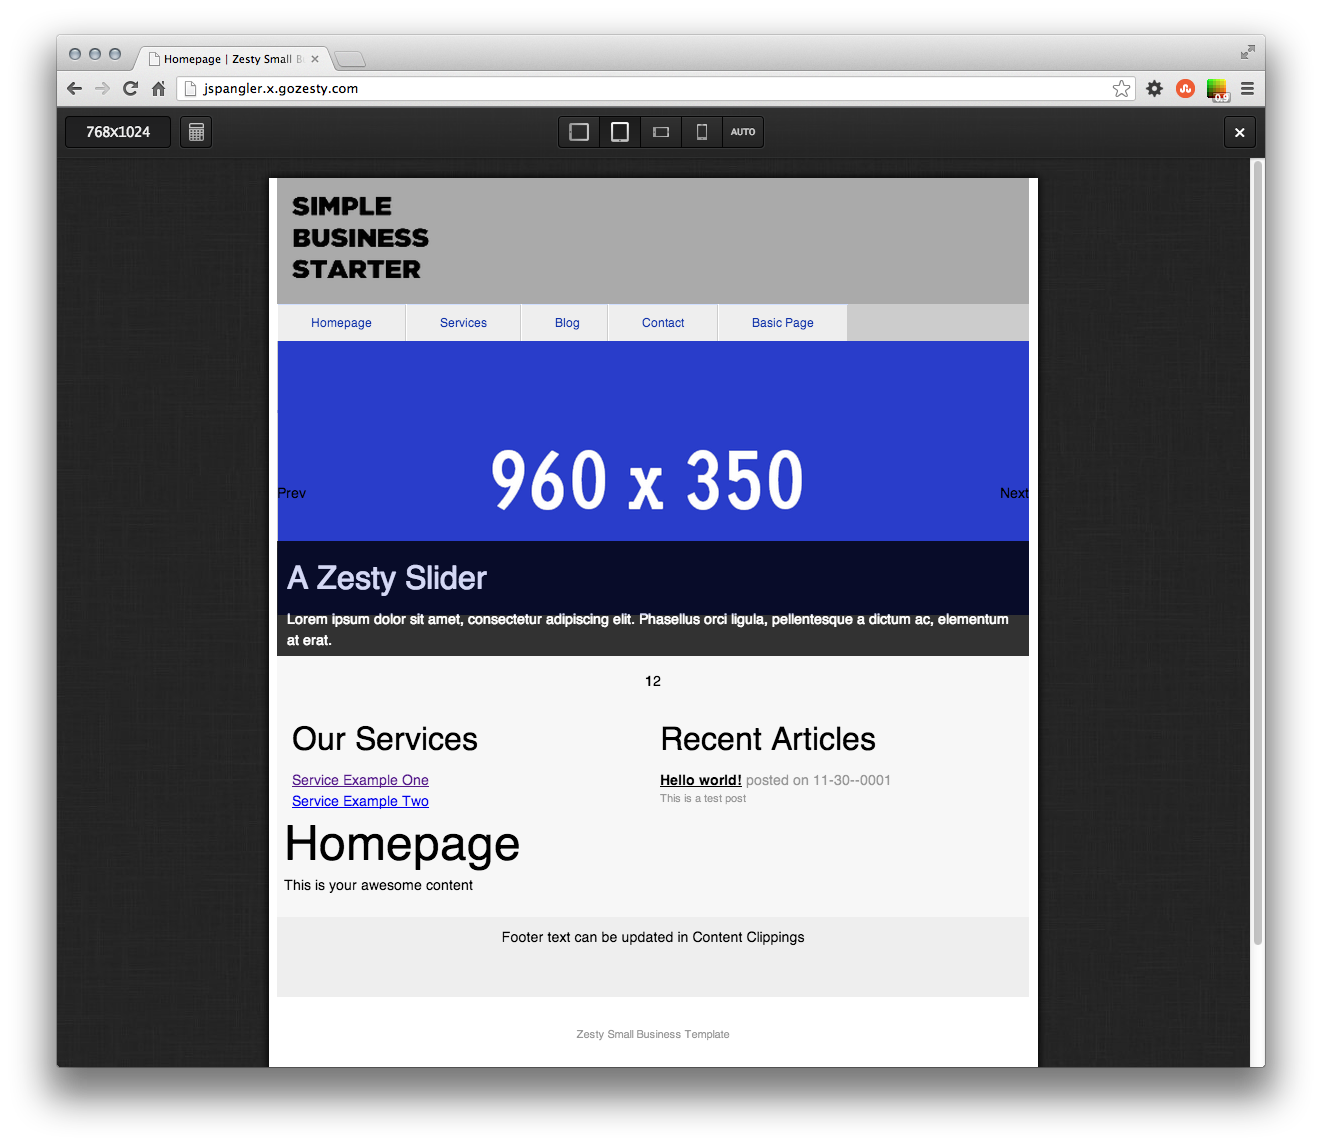 Homepage | Zesty Small B
jspangler.x.gozesty.com
0.9
768x1024
AUTO
SIMPLE
BUSINESS
STARTER
Homepage Services Blog Contact Basic Page
960 x 350
Prev Next
A Zesty Slider
Lorem ipsum dolor sit amet, consectetur adipiscing elit. Phasellus orci ligula, pellentesque a dictum ac, elementum
at erat.
12
Our Services
Service Example One
Service Example Two
Recent Articles
Hello world! posted on 11-30--0001
This is a test post
Homepage
This is your awesome content
Footer text can be updated in Content Clippings
Zesty Small Business Template